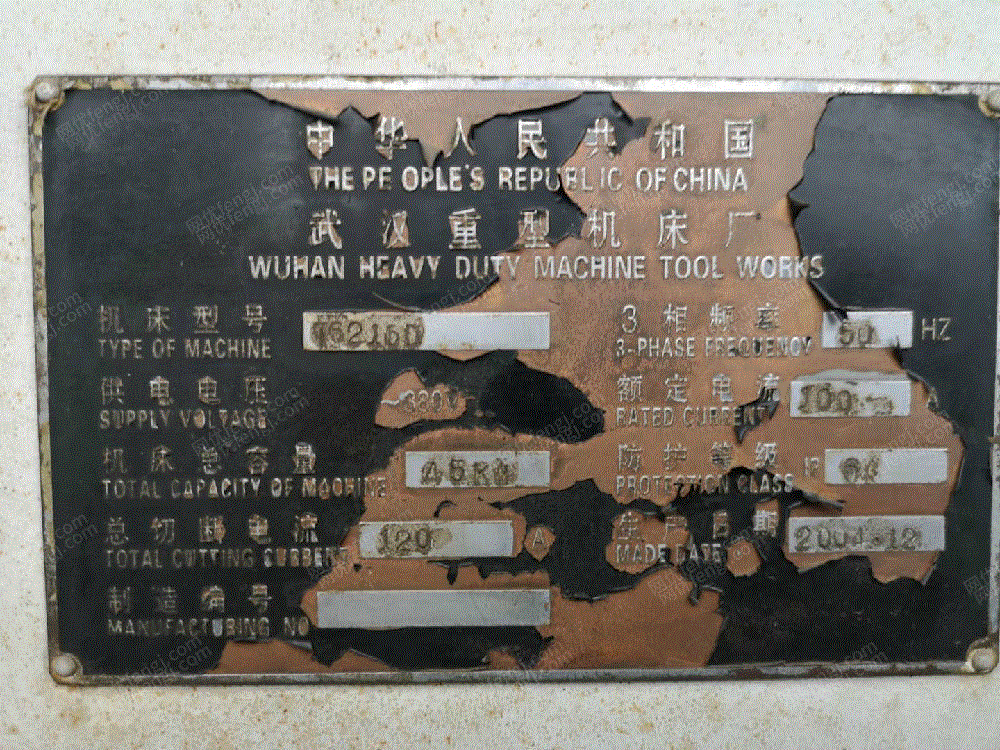 中华人民共和国
THE PEOPLE'S REPUBLIC OF CHINA
武汉重型机床厂
WUHAN HEAVY DUTY MACHINE TOOL WORKS
机床型号
TYPE OF MACHINE
3相频率 50 HZ
3-PHASE FREQUENCY
供电电压 ~380V
SUPPLY VOLTAGE
额定电流 100 A
RATED CURRENT
机床总容量 45KW
TOTAL CAPACITY OF MACHINE
防护等级 IP 54
PROTECTION CLASS
总切断电流 120 A
TOTAL CUTTING CURRENT
生产日期 2004.12
MADE DATE
制造编号
MANUFACTURING NO